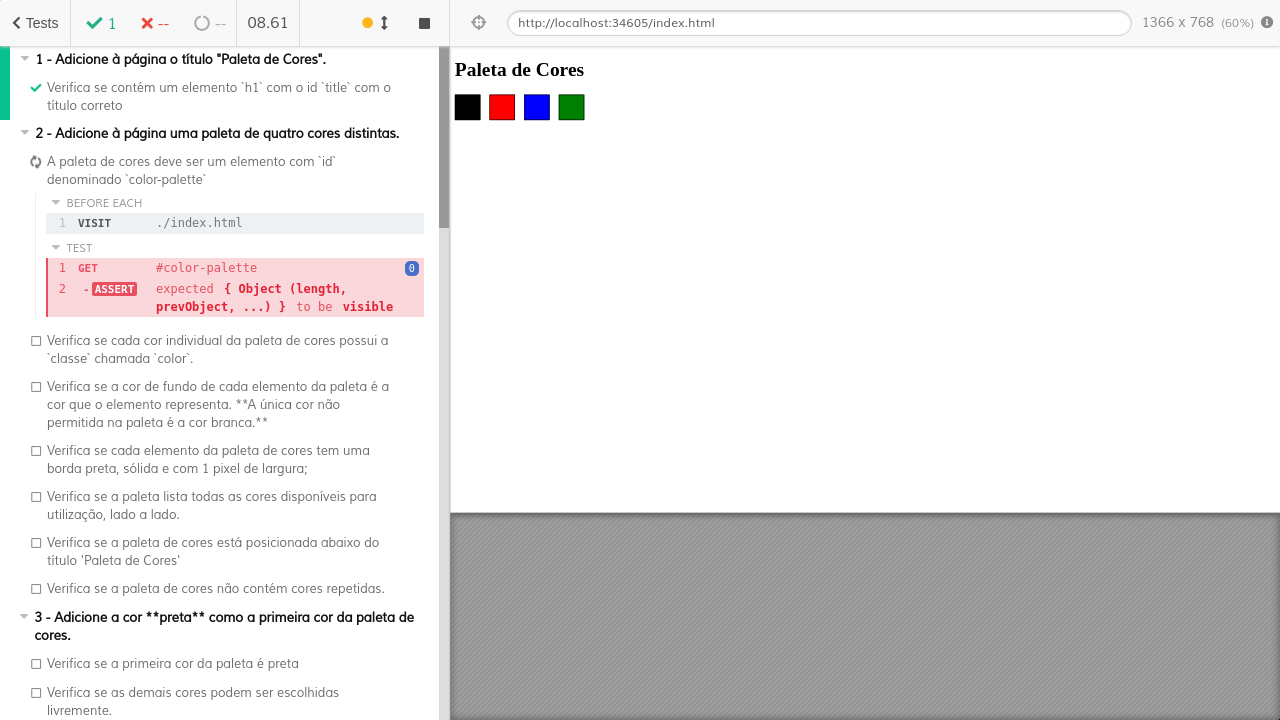 Tests 1 -- -- 08.61
http://localhost:34605/index.html 1366 x 768 (60%)
1 - Adicione à página o título "Paleta de Cores".
Verifica se contém um elemento `h1` com o id `title` com o
título correto
2 - Adicione à página uma paleta de quatro cores distintas.
A paleta de cores deve ser um elemento com `id`
denominado `color-palette`
BEFORE EACH
1 VISIT ./index.html
TEST
1 GET #color-palette 0
2 -ASSERT expected { Object (length,
prevObject, ...) } to be visible
Verifica se cada cor individual da paleta de cores possui a
`classe` chamada `color`.
Verifica se a cor de fundo de cada elemento da paleta é a
cor que o elemento representa. **A única cor não
permitida na paleta é a cor branca.**
Verifica se cada elemento da paleta de cores tem uma
borda preta, sólida e com 1 pixel de largura;
Verifica se a paleta lista todas as cores disponíveis para
utilização, lado a lado.
Verifica se a paleta de cores está posicionada abaixo do
título 'Paleta de Cores'
Verifica se a paleta de cores não contém cores repetidas.
3 - Adicione a cor **preta** como a primeira cor da paleta de
cores.
Verifica se a primeira cor da paleta é preta
Verifica se as demais cores podem ser escolhidas
livremente.
Paleta de Cores